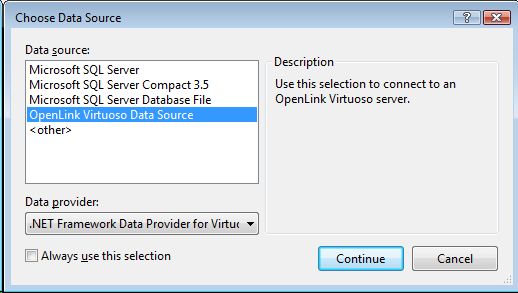 Choose Data Source
?
Data source:
Microsoft SQL Server
Microsoft SQL Server Compact 3.5
Microsoft SQL Server Database File
OpenLink Virtuoso Data Source
<other>
Description
Use this selection to connect to an
OpenLink Virtuoso server.
Data provider:
.NET Framework Data Provider for Virtuo
Always use this selection
Continue
Cancel